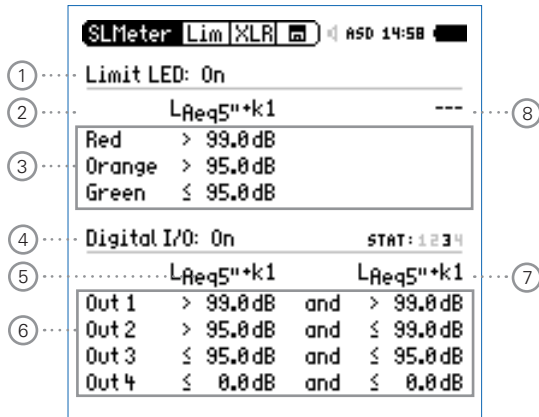 SLMeter Lim XLR ASD 14:58
1 Limit LED: On
2 LAeq5"+k1 --- 8
Red > 99.0dB
3 Orange > 95.0dB
Green ≤ 95.0dB
4 Digital I/O: On STAT: 1234
5 LAeq5"+k1 LAeq5"+k1 7
Out 1 > 99.0dB and > 99.0dB
6 Out 2 > 95.0dB and ≤ 99.0dB
Out 3 ≤ 95.0dB and ≤ 95.0dB
Out 4 ≤ 0.0dB and ≤ 0.0dB